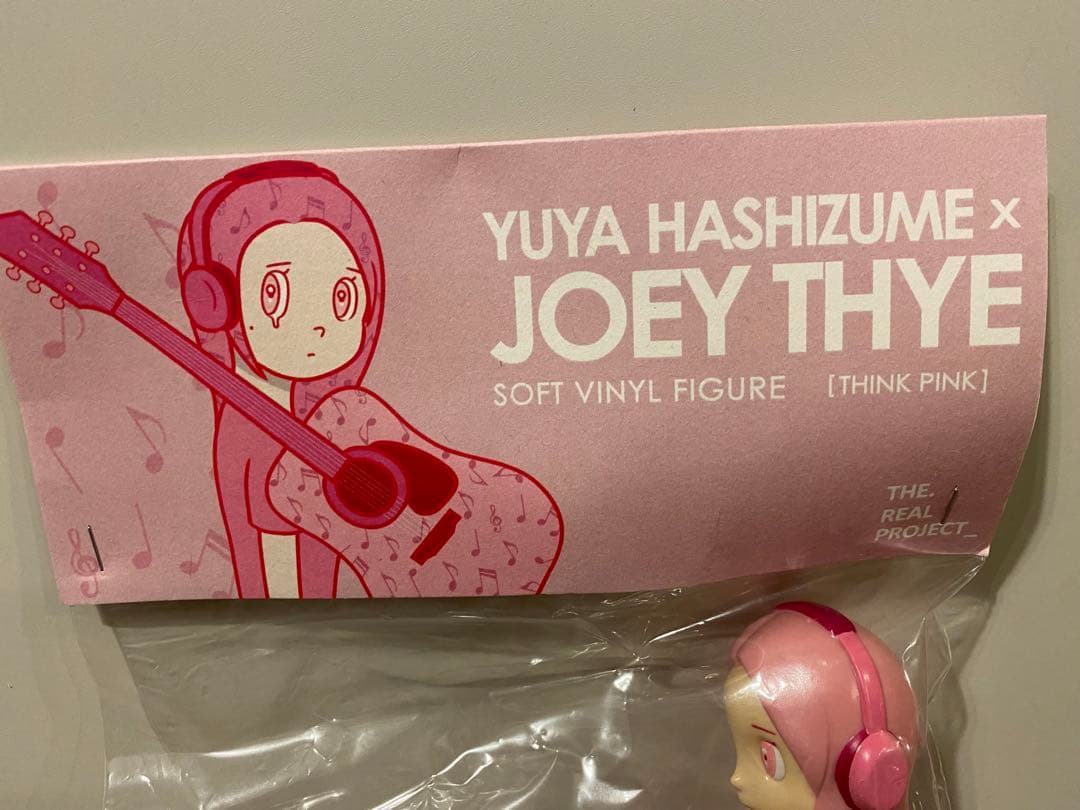 YUYA HASHIZUME x
JOEY THYE
SOFT VINYL FIGURE [THINK PINK]
THE.
REAL
PROJECT_